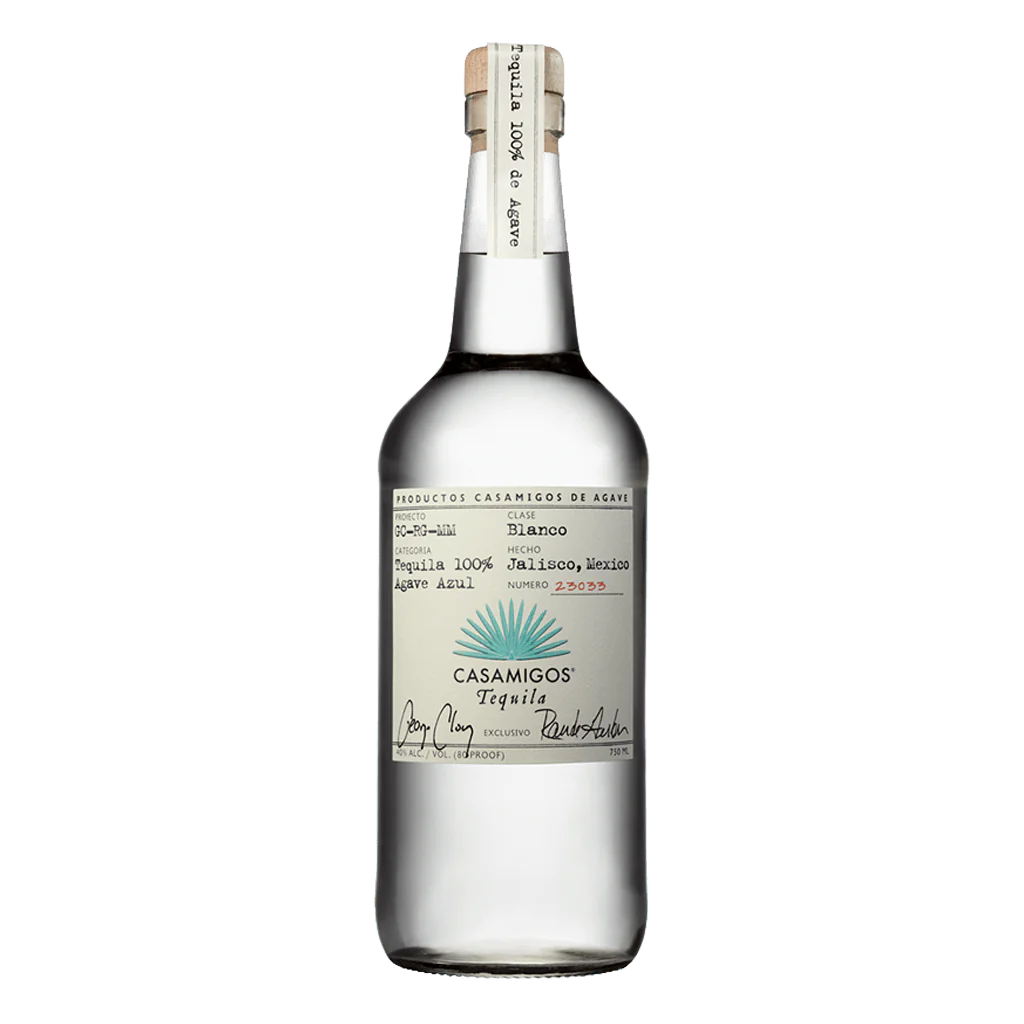 Tequila 100% de Agave
PRODUCTOS CASAMIGOS DE AGAVE
PROYECTO
GC-RG-MM
CLASE
Blanco
CATEGORIA
Tequila 100%
Agave Azul
HECHO
Jalisco, Mexico
NUMERO 23033
CASAMIGOS®
Tequila
EXCLUSIVO
40% ALC. / VOL. (80 PROOF)
750 ML